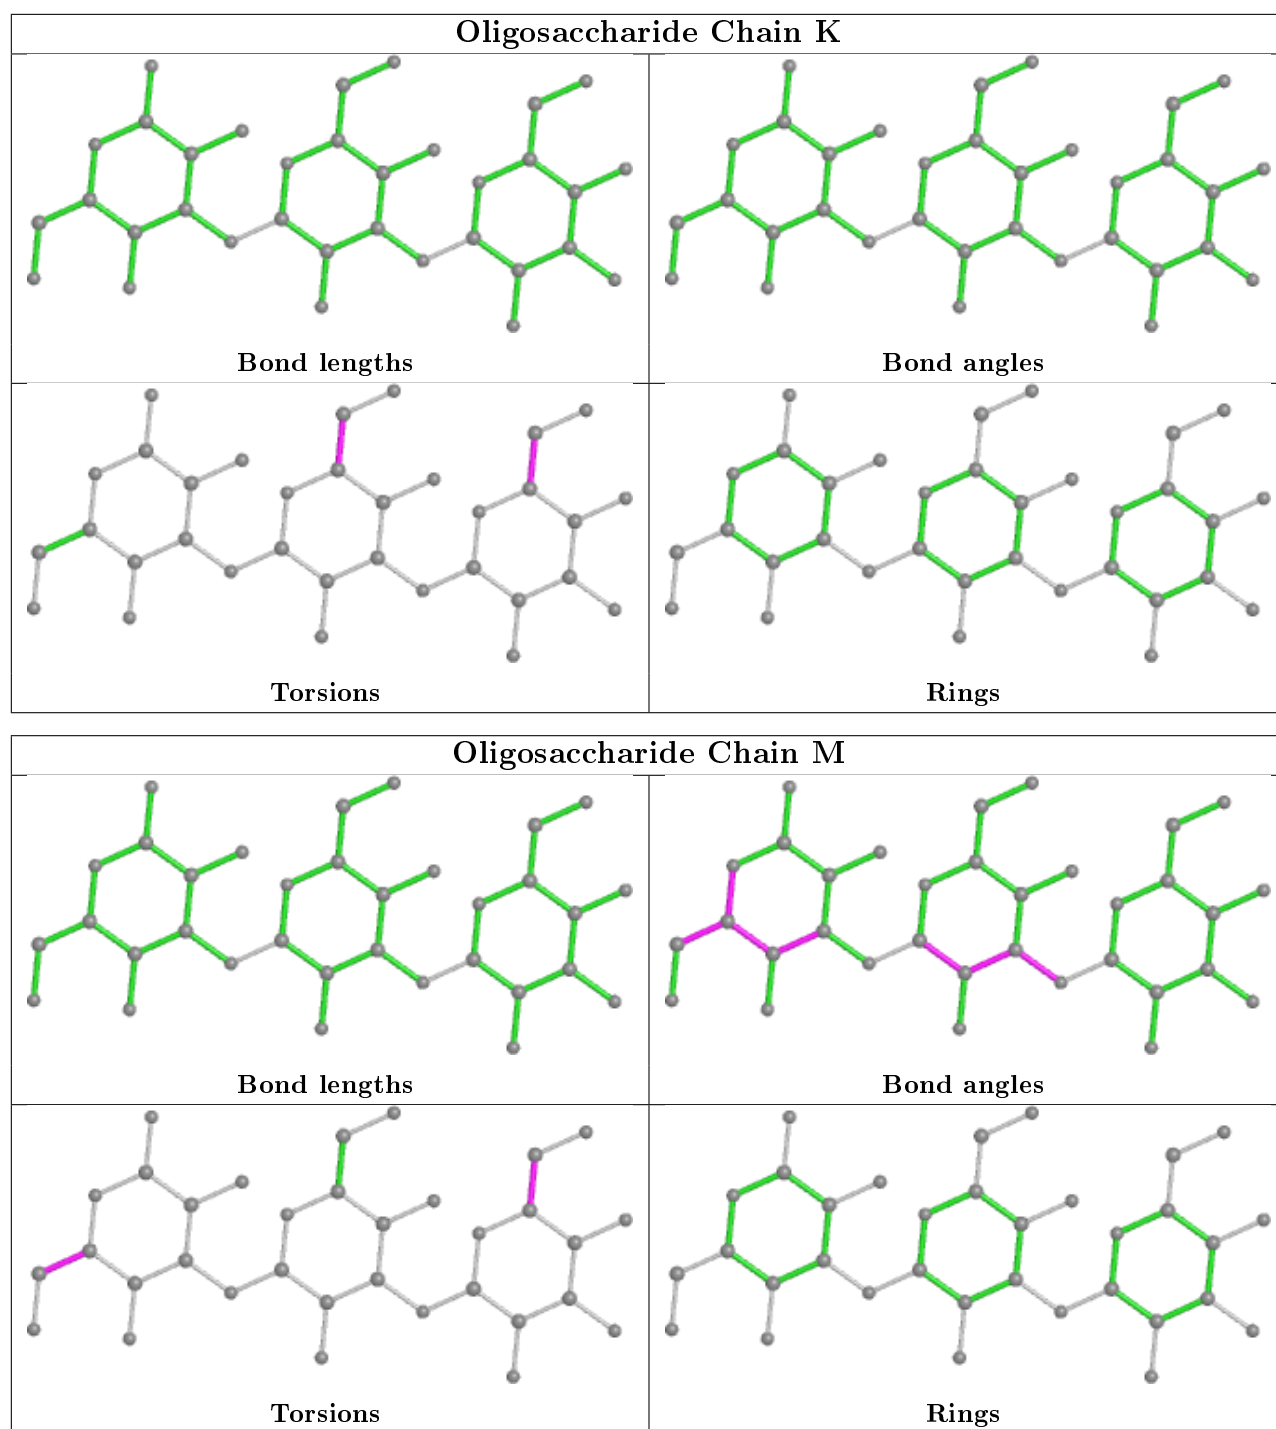 Oligosaccharide Chain K
Bond lengths
Bond angles
Torsions
Rings
Oligosaccharide Chain M
Bond lengths
Bond angles
Torsions
Rings